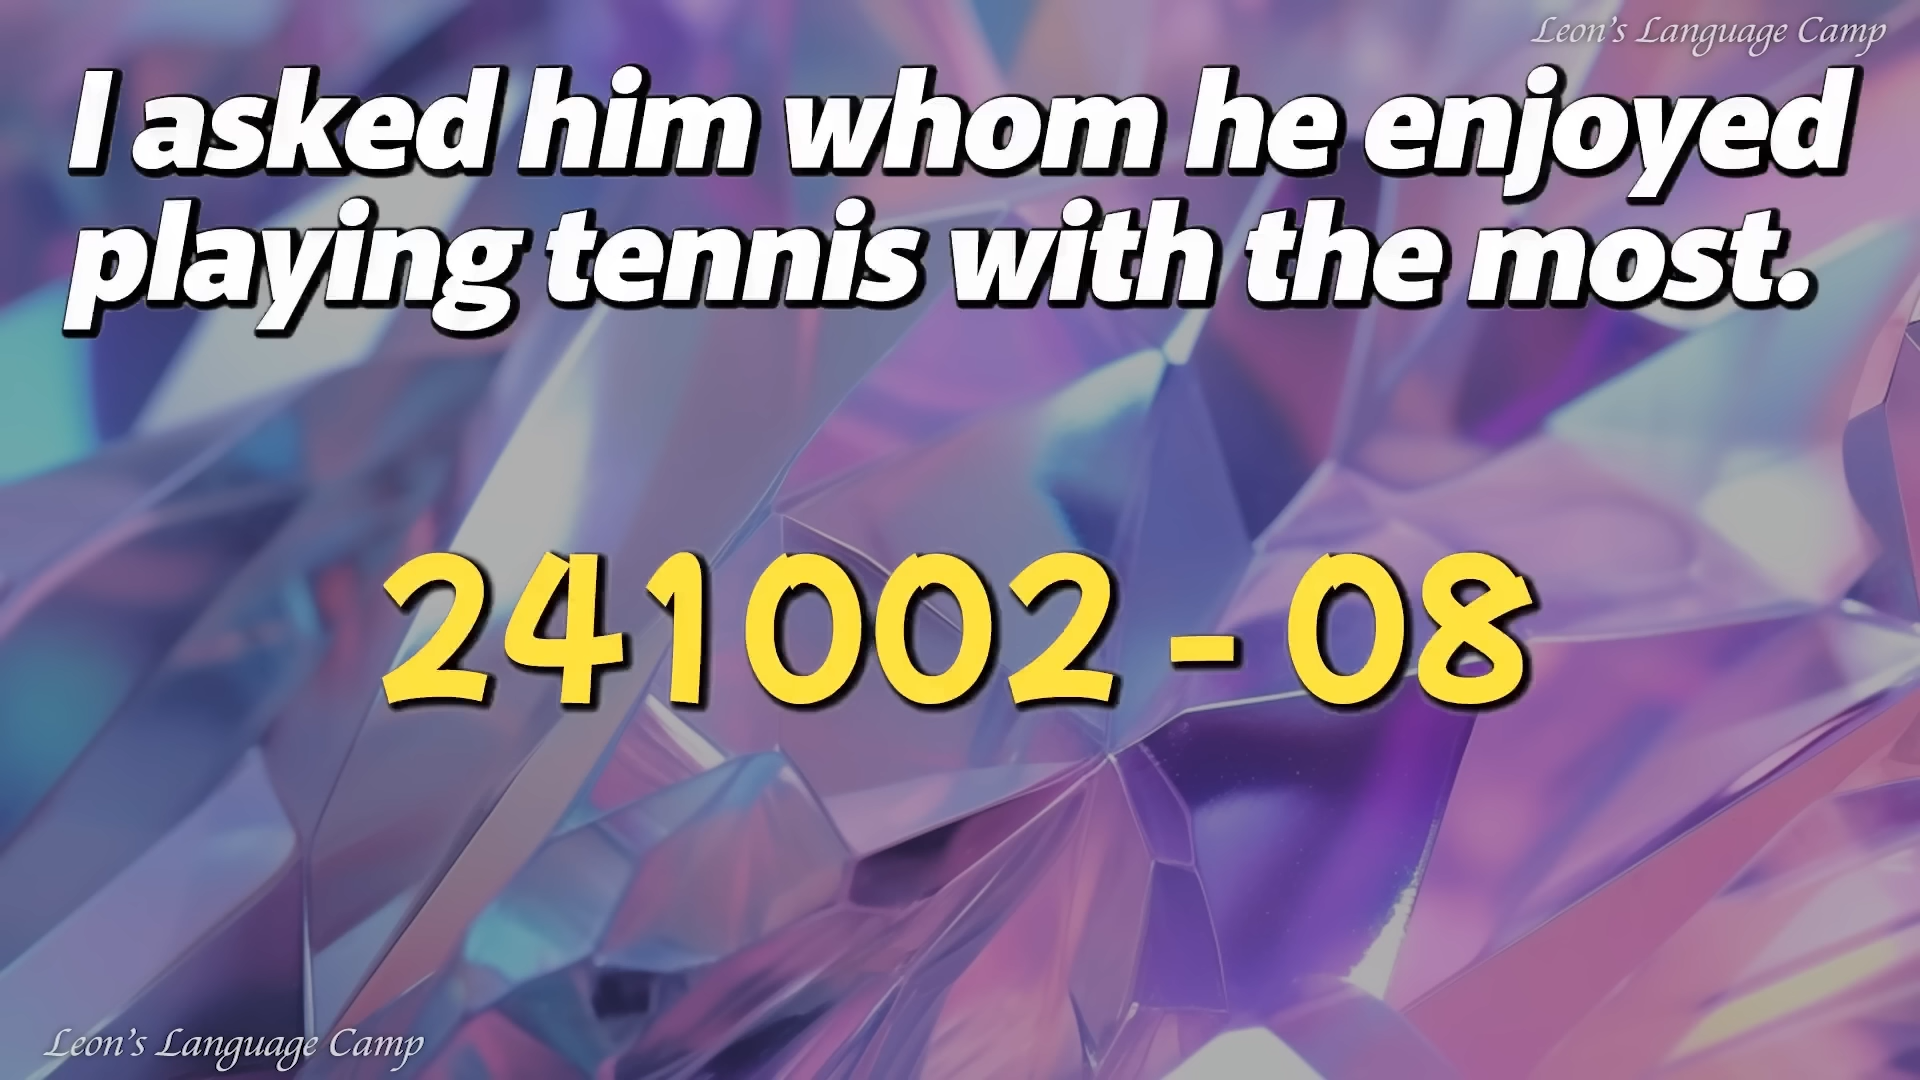 Leon's Language Camp
I asked him whom he enjoyed
playing tennis with the most.
241002 - 08
Leon's Language Camp